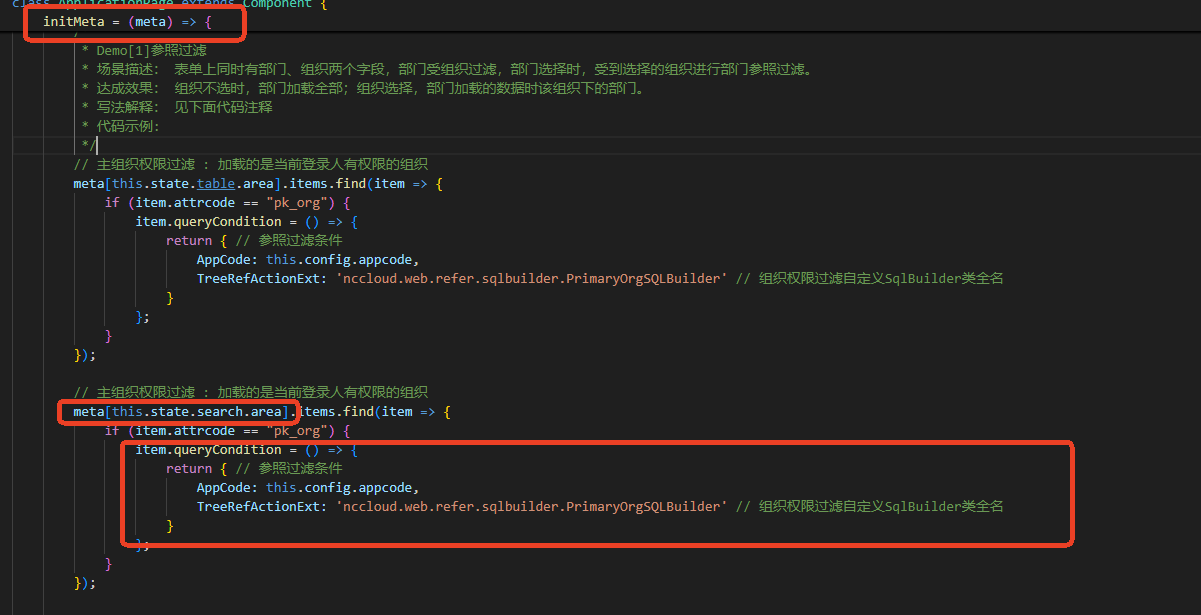 class ApplicationPage extends Component {
initMeta = (meta) => {
* Demo[1]参照过滤
* 场景描述： 表单上同时有部门、组织两个字段，部门受组织过滤，部门选择时，受到选择的组织进行部门参照过滤。
* 达成效果： 组织不选时，部门加载全部；组织选择，部门加载的数据时该组织下的部门。
* 写法解释： 见下面代码注释
* 代码示例：
*/
// 主组织权限过滤 : 加载的是当前登录人有权限的组织
meta[this.state.table.area].items.find(item => {
if (item.attrcode == "pk_org") {
item.queryCondition = () => {
return { // 参照过滤条件
AppCode: this.config.appcode,
TreeRefActionExt: 'nccloud.web.refer.sqlbuilder.PrimaryOrgSQLBuilder' // 组织权限过滤自定义SqlBuilder类全名
}
};
}
});
// 主组织权限过滤 : 加载的是当前登录人有权限的组织
meta[this.state.search.area].items.find(item => {
if (item.attrcode == "pk_org") {
item.queryCondition = () => {
return { // 参照过滤条件
AppCode: this.config.appcode,
TreeRefActionExt: 'nccloud.web.refer.sqlbuilder.PrimaryOrgSQLBuilder' // 组织权限过滤自定义SqlBuilder类全名
}
};
}
});